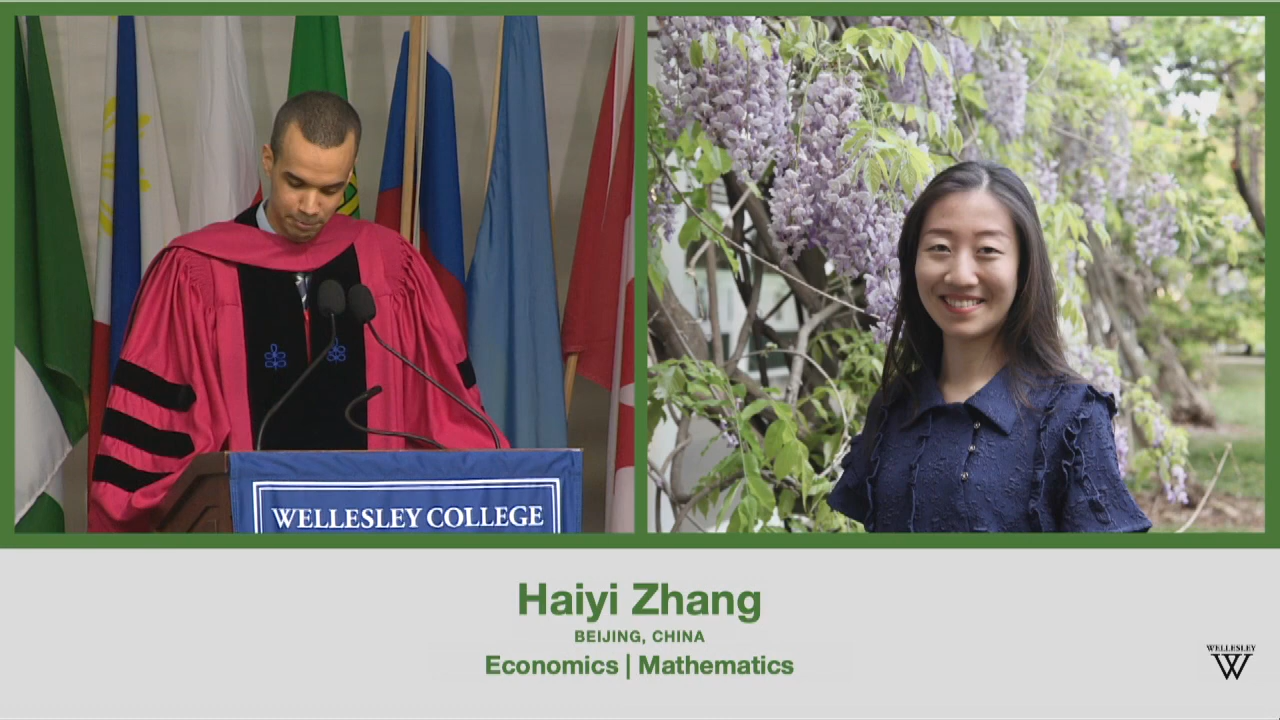 WELLESLEY COLLEGE
Haiyi Zhang
BEIJING, CHINA
Economics | Mathematics
WELLESLEY
W